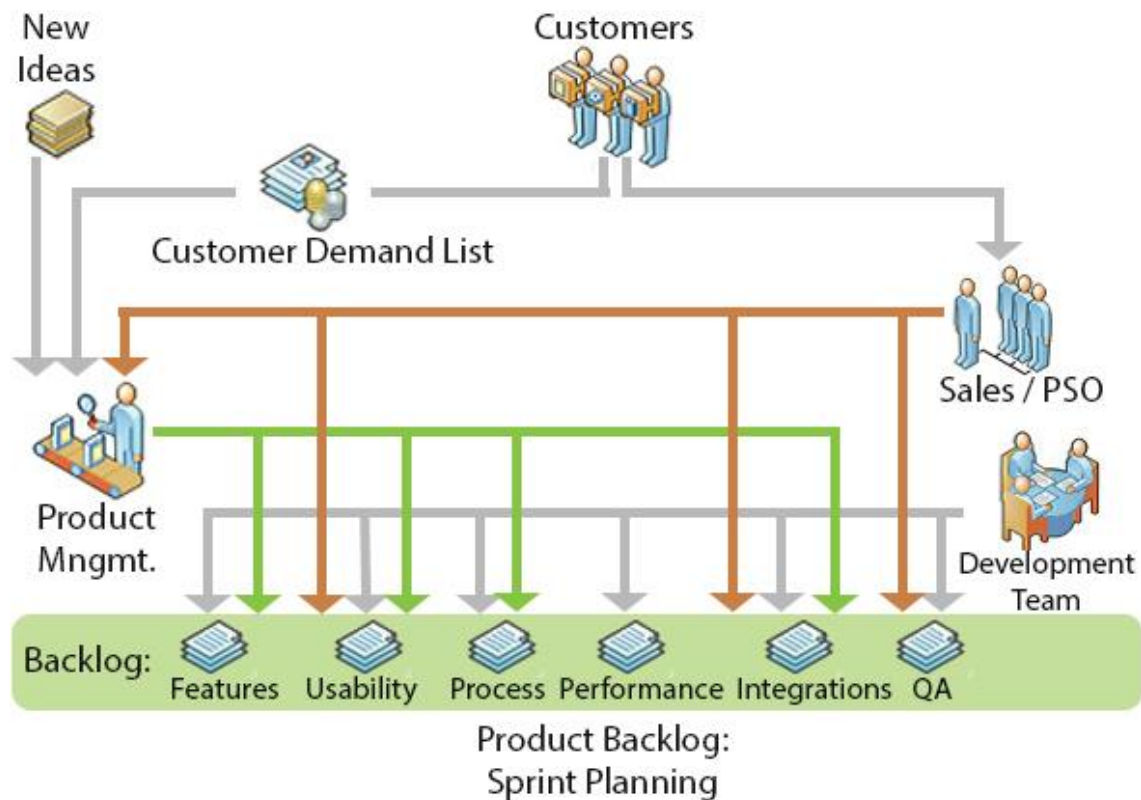 New
Ideas
Customers
Customer Demand List
Sales / PSO
Product
Mngmt.
Development
Team
Backlog:
Features
Usability
Process
Performance
Integrations
QA
Product Backlog:
Sprint Planning